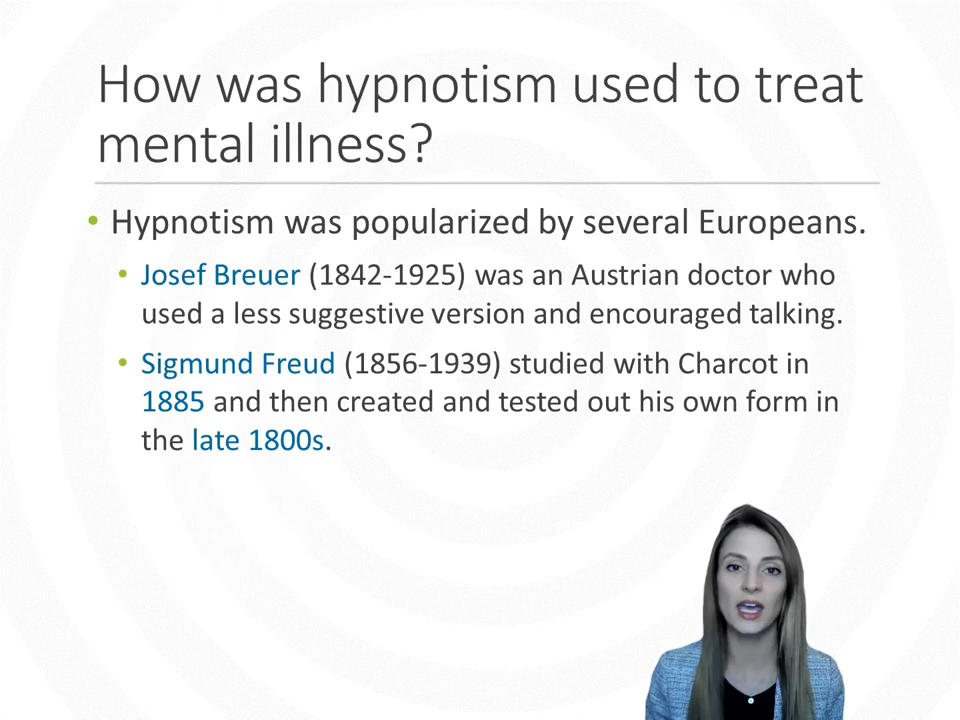 How was hypnotism used to treat
mental illness?
• Hypnotism was popularized by several Europeans.
• Josef Breuer (1842-1925) was an Austrian doctor who
used a less suggestive version and encouraged talking.
• Sigmund Freud (1856-1939) studied with Charcot in
1885 and then created and tested out his own form in
the late 1800s.